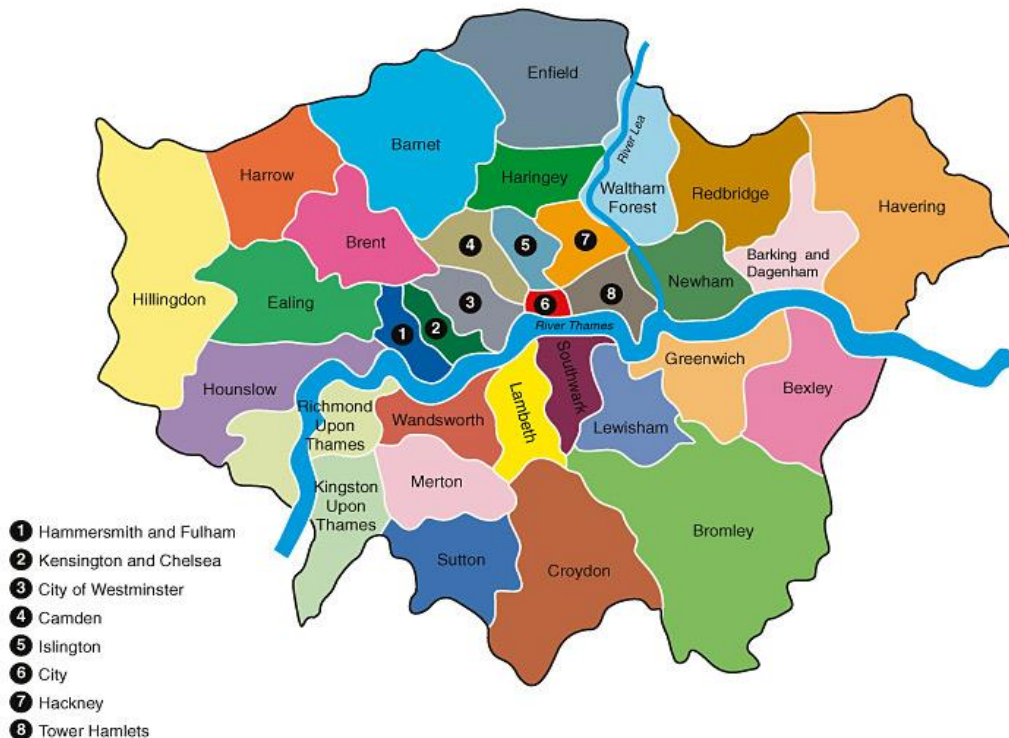 Enfield
Barnet
River Lea
Harrow
Haringey
Waltham
Forest
Redbridge
Havering
Brent
4
5
7
Barking and
Dagenham
Hillingdon
Ealing
Newham
3
6
8
1
2
River Thames
Hounslow
Southwark
Greenwich
Bexley
Richmond
Upon
Thames
Wandsworth
Lambeth
Lewisham
Kingston
Upon
Thames
Merton
Bromley
Sutton
Croydon
1 Hammersmith and Fulham
2 Kensington and Chelsea
3 City of Westminster
4 Camden
5 Islington
6 City
7 Hackney
8 Tower Hamlets